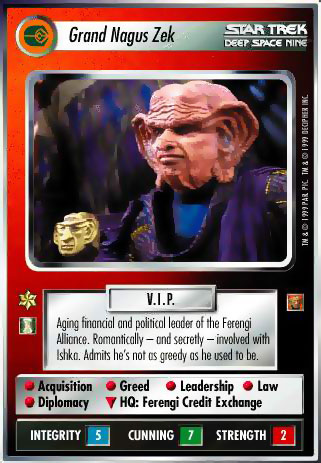 Grand Nagus Zek
STAR TREK
DEEP SPACE NINE
TM & © 1999 PAR. PIC. TM & © 1999 DECIPHER INC.
V.I.P.
Aging financial and political leader of the Ferengi
Alliance. Romantically – and secretly – involved with
Ishka. Admits he's not as greedy as he used to be.
Acquisition Greed Leadership Law
Diplomacy HQ: Ferengi Credit Exchange
INTEGRITY 5 CUNNING 7 STRENGTH 2